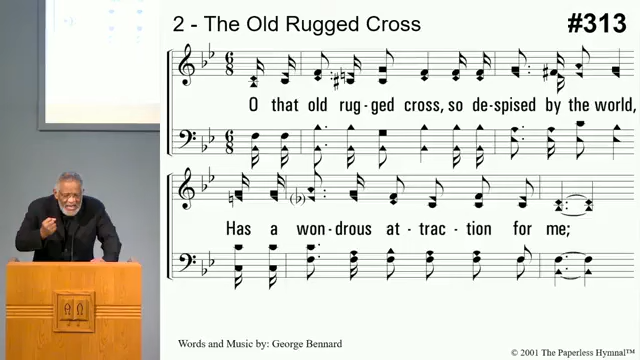 2 - The Old Rugged Cross
#313
O that old rug-ged cross, so de-spised by the world,
Has a won-drous at-trac-tion for me;
Words and Music by: George Bennard
© 2001 The Paperless Hymnal™